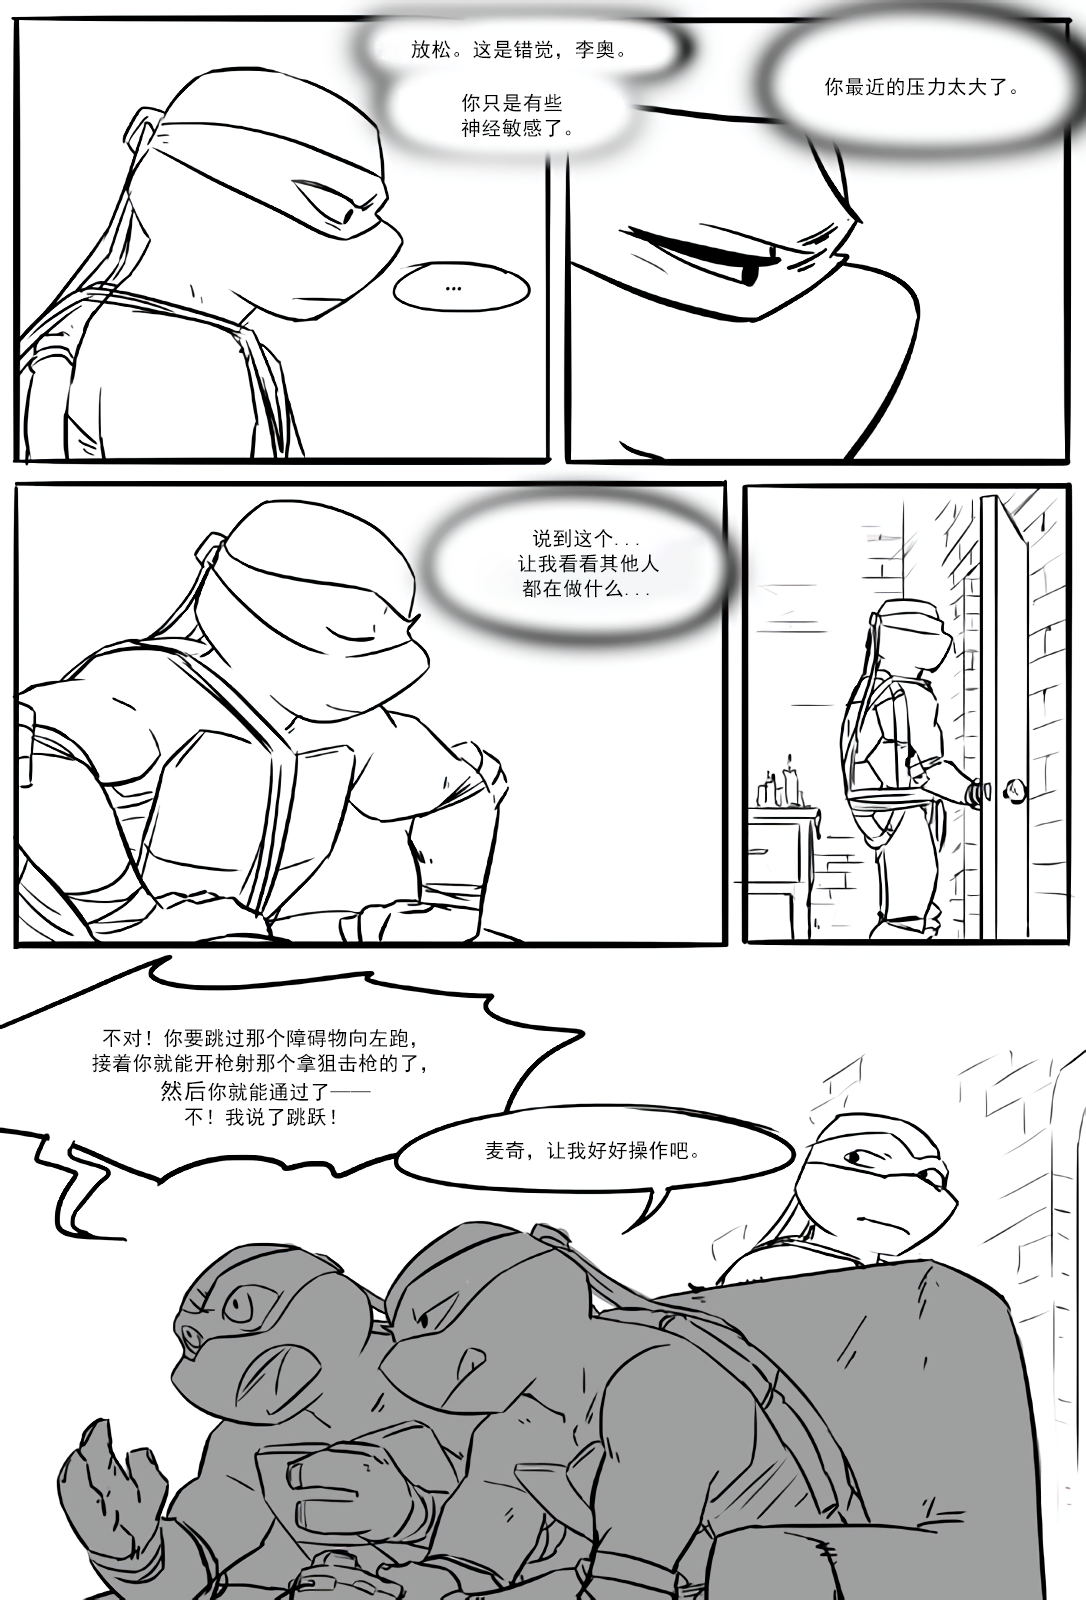 放松。这是错觉，李奥。
你只是有些
神经敏感了。
...
你最近的压力太大了。
说到这个...
让我看看其他人
都在做什么...
不对！你要跳过那个障碍物向左跑，
接着你就能开枪射那个拿狙击枪的了，
然后你就能通过了——
不！我说了跳跃！
麦奇，让我好好操作吧。